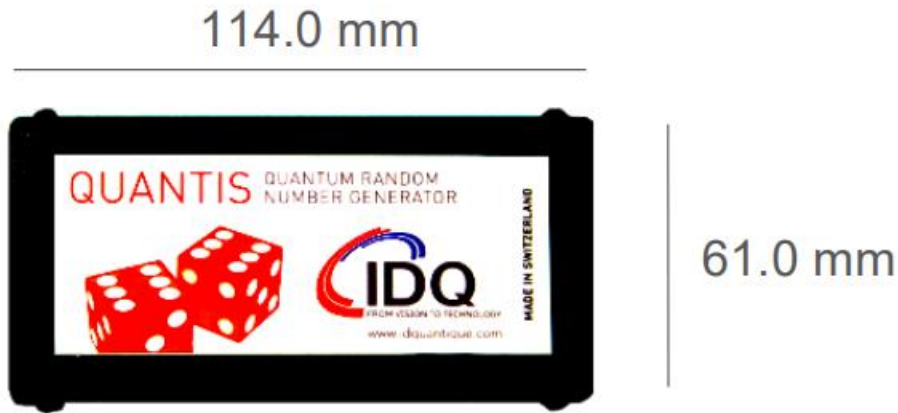 114.0 mm
QUANTIS
QUANTUM RANDOM
NUMBER GENERATOR
MADE IN SWITZERLAND
IDQ
FROM VISION TO TECHNOLOGY
www.idquantique.com
61.0 mm